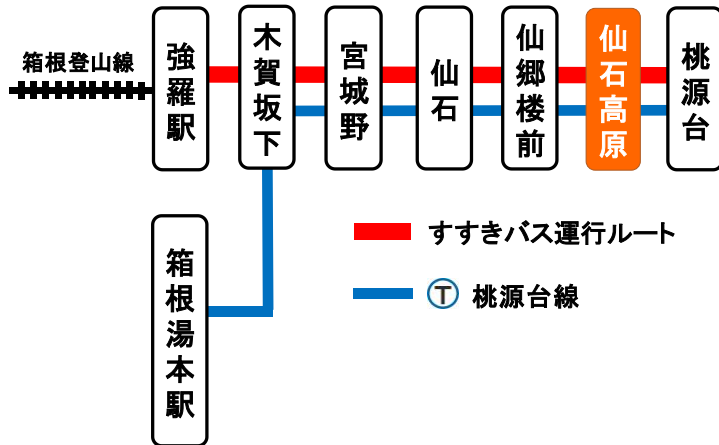 箱根登山線
強羅駅
木賀坂下
宮城野
仙石
仙郷楼前
仙石高原
桃源台
箱根湯本駅
すすきバス運行ルート
T 桃源台線